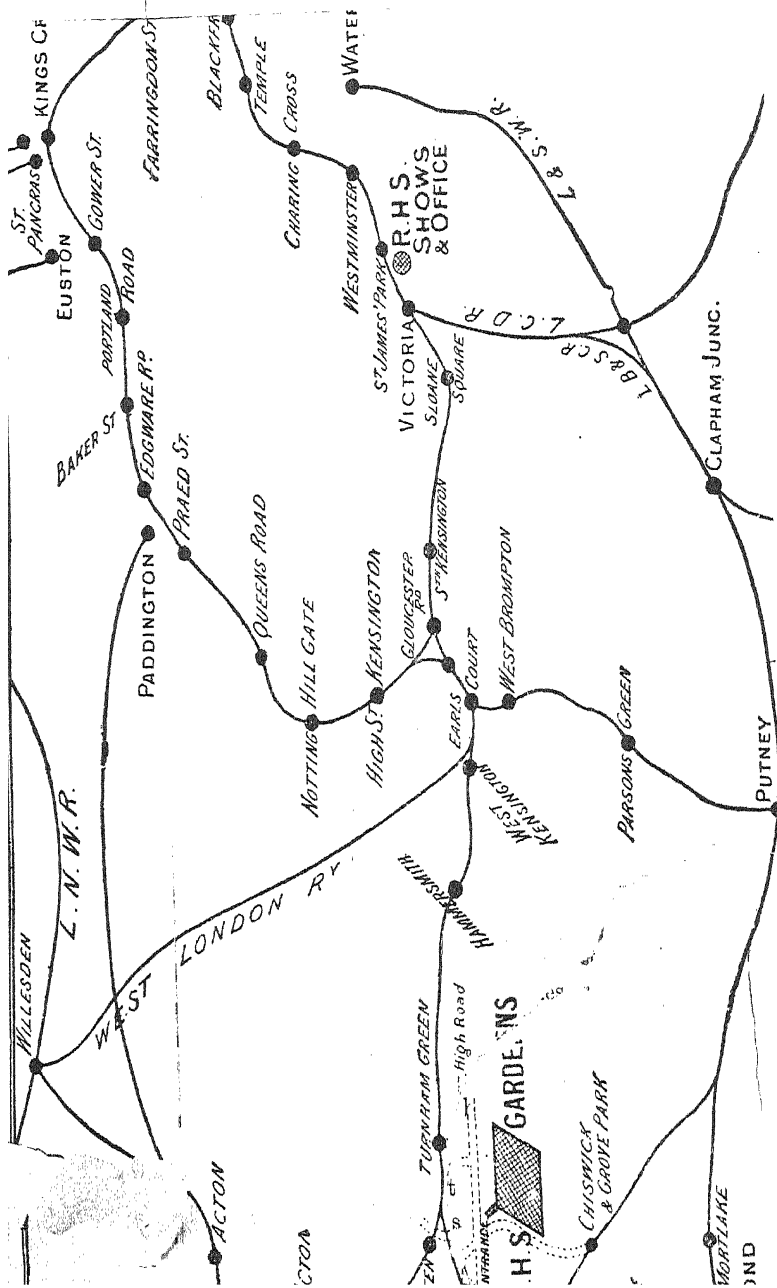 KINGS CR
ST.
PANCRAS
EUSTON
GOWER ST.
FARRINGDON ST
PORTLAND
ROAD
BAKER ST
EDGWARE RD
PRAED ST.
PADDINGTON
QUEENS ROAD
NOTTING HILL GATE
HIGH ST KENSINGTON
GLOUCESTER
RD
STH KENSINGTON
SLOANE
SQUARE
VICTORIA
ST JAMES' PARK
WESTMINSTER
CHARING CROSS
TEMPLE
BLACKFR
WATER
R.H.S.
SHOWS
& OFFICE
L & S. W. R.
L. C. D. R.
L B & S C R
CLAPHAM JUNC.
PUTNEY
EARLS COURT
WEST BROMPTON
PARSONS GREEN
WEST
KENSINGTON
HAMMERSMITH
WILLESDEN
L. N. W. R.
WEST LONDON RY
ACTON
CTON
TURNHAM GREEN
High Road
.H.S GARDENS
CHISWICK
& GROVE PARK
MORTLAKE
OND